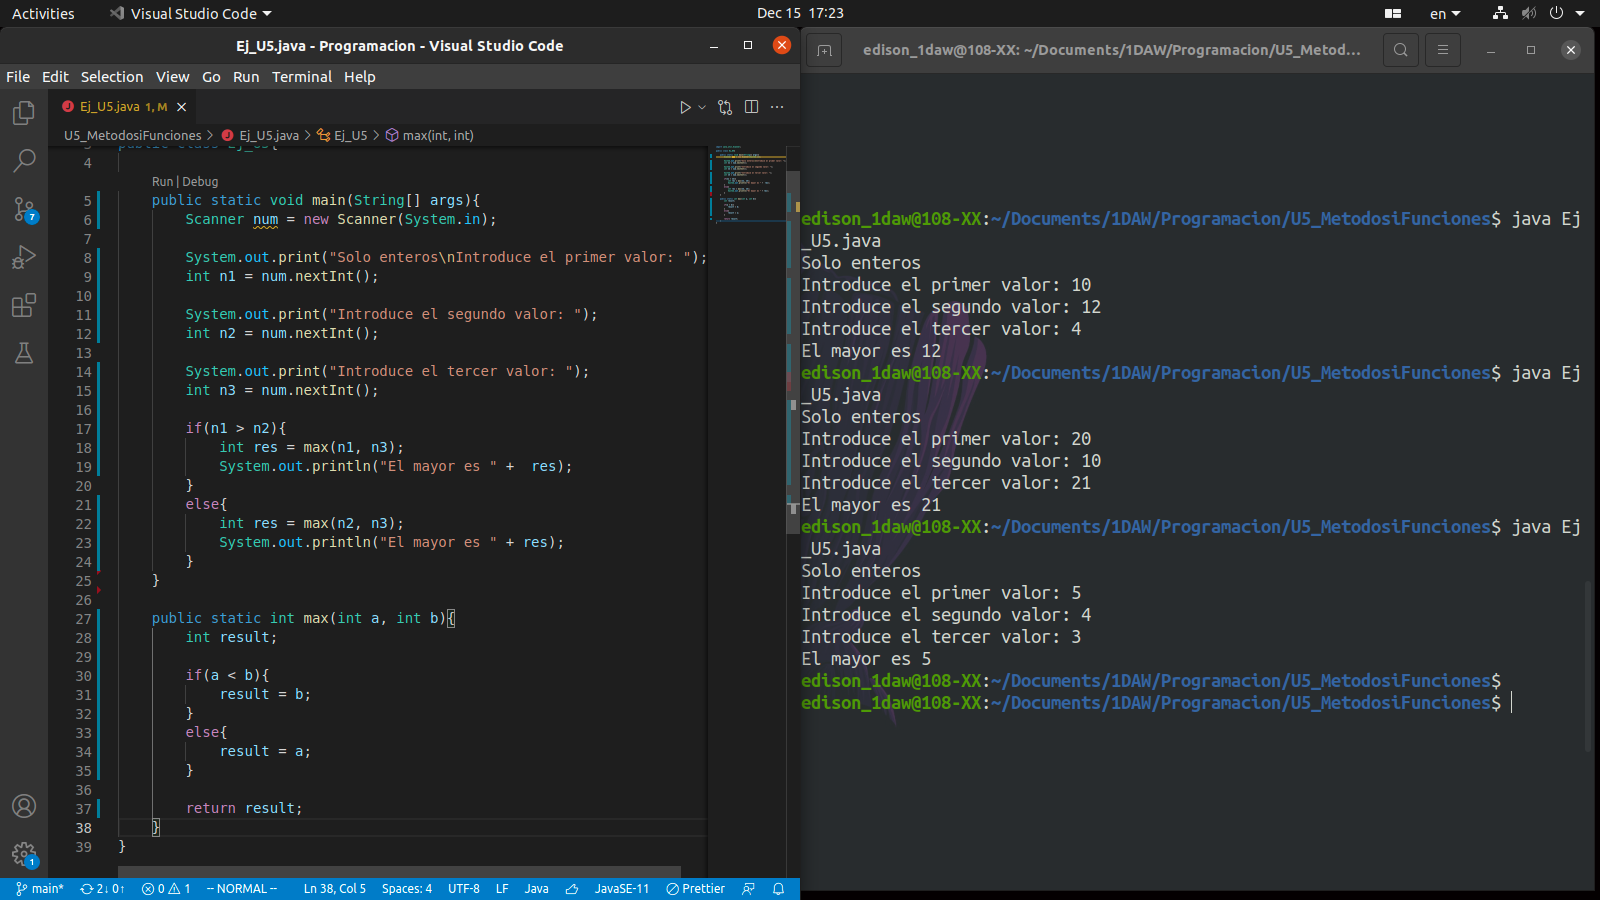 Activities
Visual Studio Code
Dec 15 17:23
en
Ej_U5.java - Programacion - Visual Studio Code
File Edit Selection View Go Run Terminal Help
Ej_U5.java 1, M
U5_MetodosiFunciones > Ej_U5.java > Ej_U5 > max(int, int)
3 public class Ej_U5{
4
Run | Debug
5 public static void main(String[] args){
6 Scanner num = new Scanner(System.in);
7
8 System.out.print("Solo enteros\nIntroduce el primer valor: ");
9 int n1 = num.nextInt();
10
11 System.out.print("Introduce el segundo valor: ");
12 int n2 = num.nextInt();
13
14 System.out.print("Introduce el tercer valor: ");
15 int n3 = num.nextInt();
16
17 if(n1 > n2){
18 int res = max(n1, n3);
19 System.out.println("El mayor es " +  res);
20 }
21 else{
22 int res = max(n2, n3);
23 System.out.println("El mayor es " + res);
24 }
25 }
26
27 public static int max(int a, int b){
28 int result;
29
30 if(a < b){
31 result = b;
32 }
33 else{
34 result = a;
35 }
36
37 return result;
38 }
39 }
7
1
main* 2↓ 0↑ 0 1 -- NORMAL -- Ln 38, Col 5 Spaces: 4 UTF-8 LF Java JavaSE-11 Prettier
edison_1daw@108-XX: ~/Documents/1DAW/Programacion/U5_Metod...
edison_1daw@108-XX:~/Documents/1DAW/Programacion/U5_MetodosiFunciones$ java Ej
_U5.java
Solo enteros
Introduce el primer valor: 10
Introduce el segundo valor: 12
Introduce el tercer valor: 4
El mayor es 12
edison_1daw@108-XX:~/Documents/1DAW/Programacion/U5_MetodosiFunciones$ java Ej
_U5.java
Solo enteros
Introduce el primer valor: 20
Introduce el segundo valor: 10
Introduce el tercer valor: 21
El mayor es 21
edison_1daw@108-XX:~/Documents/1DAW/Programacion/U5_MetodosiFunciones$ java Ej
_U5.java
Solo enteros
Introduce el primer valor: 5
Introduce el segundo valor: 4
Introduce el tercer valor: 3
El mayor es 5
edison_1daw@108-XX:~/Documents/1DAW/Programacion/U5_MetodosiFunciones$
edison_1daw@108-XX:~/Documents/1DAW/Programacion/U5_MetodosiFunciones$